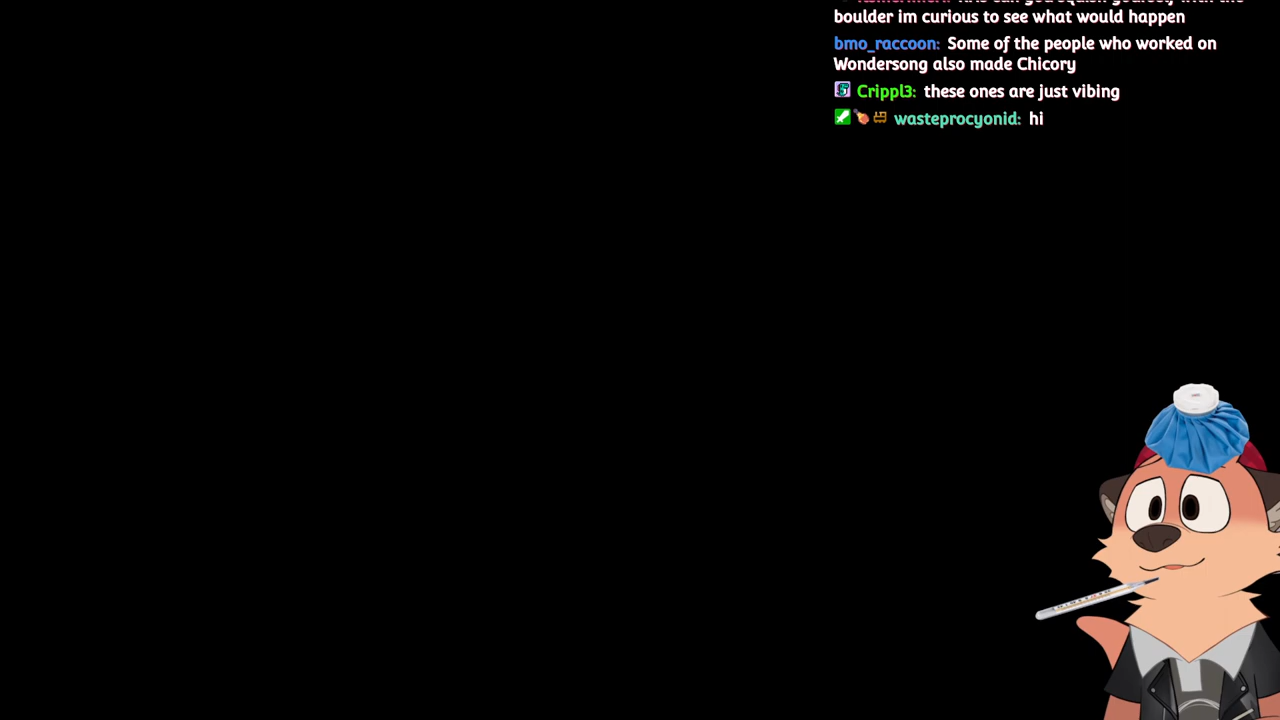 boulder im curious to see what would happen
bmo_raccoon: Some of the people who worked on
Wondersong also made Chicory
Crippl3: these ones are just vibing
wasteprocyonid: hi